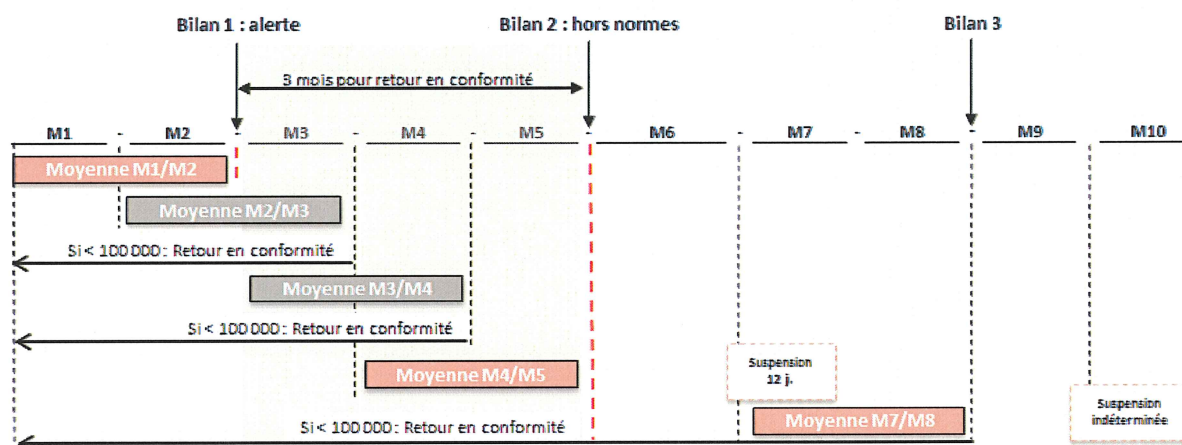 Bilan 1 : alerte
Bilan 2 : hors normes
Bilan 3
3 mois pour retour en conformité
M1 - M2 - M3 - M4 - M5 - M6 - M7 - M8 - M9 - M10
Moyenne M1/M2
Moyenne M2/M3
Si < 100 000 : Retour en conformité
Moyenne M3/M4
Si < 100 000 : Retour en conformité
Moyenne M4/M5
Suspension
12 j.
Moyenne M7/M8
Suspension
indéterminée
Si < 100 000 : Retour en conformité